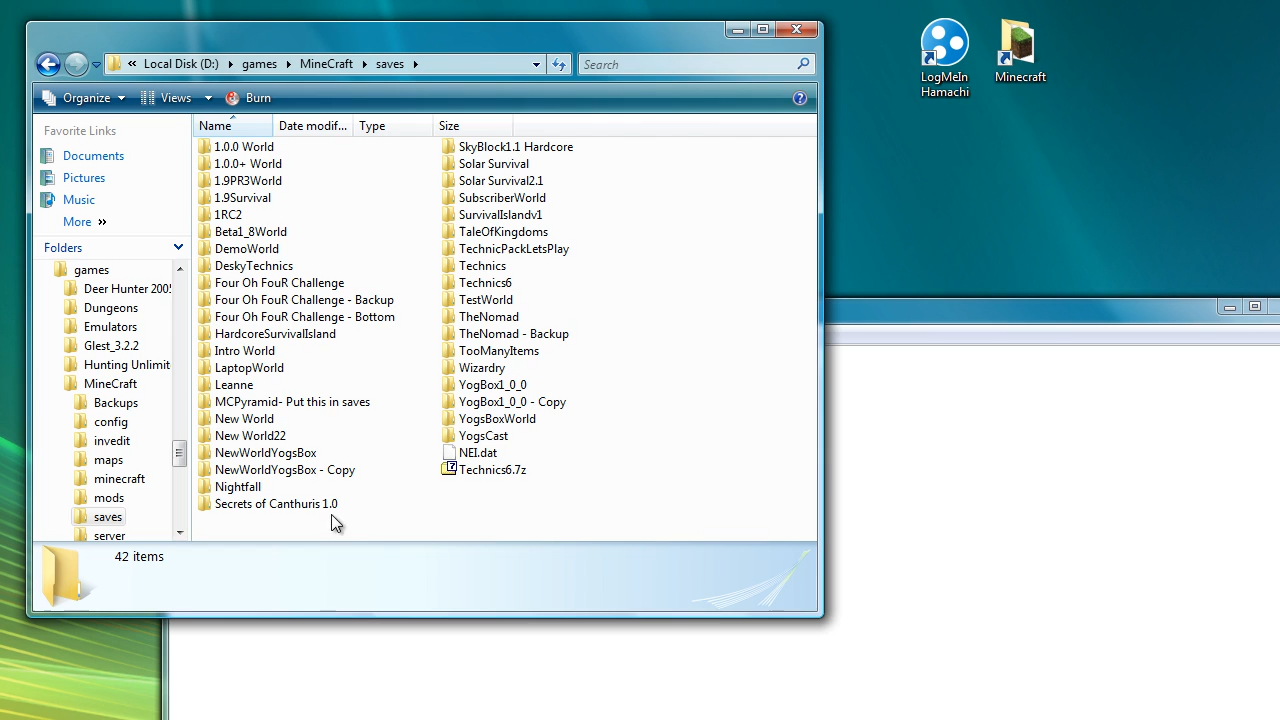 LogMeIn
Hamachi
Minecraft
« Local Disk (D:) games MineCraft saves
Search
Organize Views Burn
Favorite Links
Documents
Pictures
Music
More »
Folders
games
Deer Hunter 2005
Dungeons
Emulators
Glest_3.2.2
Hunting Unlimit
MineCraft
Backups
config
invedit
maps
minecraft
mods
saves
server
Name Date modif... Type Size
1.0.0 World
1.0.0+ World
1.9PR3World
1.9Survival
1RC2
Beta1_8World
DemoWorld
DeskyTechnics
Four Oh FouR Challenge
Four Oh FouR Challenge - Backup
Four Oh FouR Challenge - Bottom
HardcoreSurvivalIsland
Intro World
LaptopWorld
Leanne
MCPyramid- Put this in saves
New World
New World22
NewWorldYogsBox
NewWorldYogsBox - Copy
Nightfall
Secrets of Canthuris 1.0
SkyBlock1.1 Hardcore
Solar Survival
Solar Survival2.1
SubscriberWorld
SurvivalIslandv1
TaleOfKingdoms
TechnicPackLetsPlay
Technics
Technics6
TestWorld
TheNomad
TheNomad - Backup
TooManyItems
Wizardry
YogBox1_0_0
YogBox1_0_0 - Copy
YogsBoxWorld
YogsCast
NEI.dat
Technics6.7z
42 items